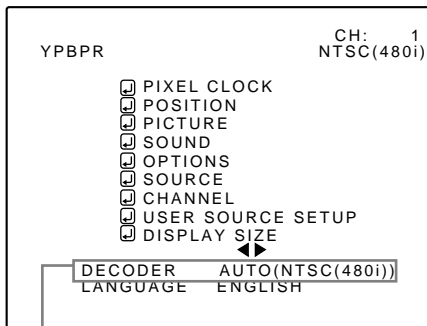 CH: 1
YPBPR NTSC(480i)
PIXEL CLOCK
POSITION
PICTURE
SOUND
OPTIONS
SOURCE
CHANNEL
USER SOURCE SETUP
DISPLAY SIZE
DECODER AUTO(NTSC(480i))
LANGUAGE ENGLISH